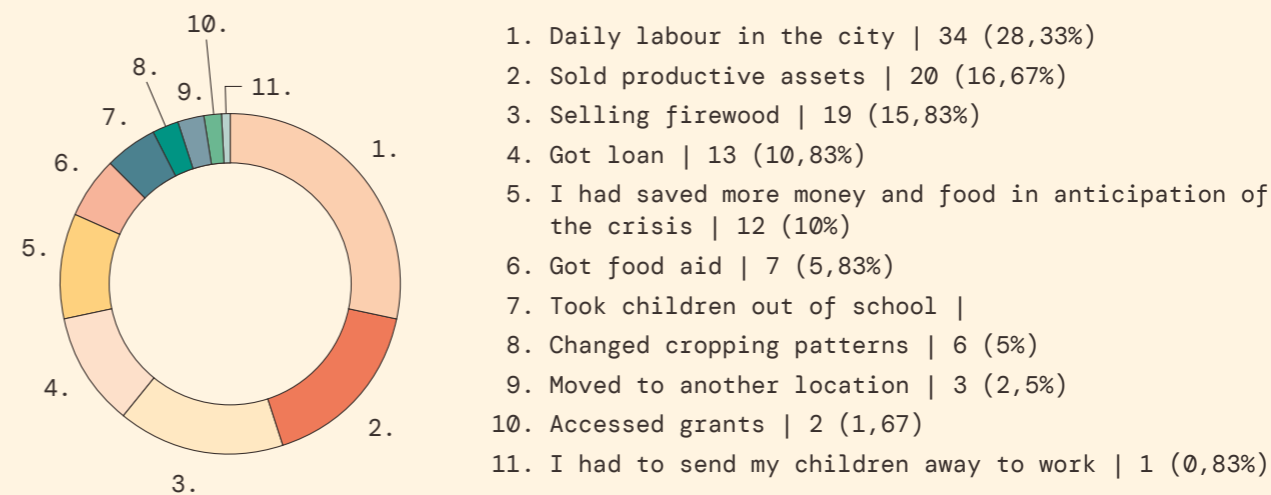 10.
8.
9.
11.
7.
1.
6.
5.
4.
2.
3.
1. Daily labour in the city | 34 (28,33%)
2. Sold productive assets | 20 (16,67%)
3. Selling firewood | 19 (15,83%)
4. Got loan | 13 (10,83%)
5. I had saved more money and food in anticipation of
the crisis | 12 (10%)
6. Got food aid | 7 (5,83%)
7. Took children out of school |
8. Changed cropping patterns | 6 (5%)
9. Moved to another location | 3 (2,5%)
10. Accessed grants | 2 (1,67)
11. I had to send my children away to work | 1 (0,83%)